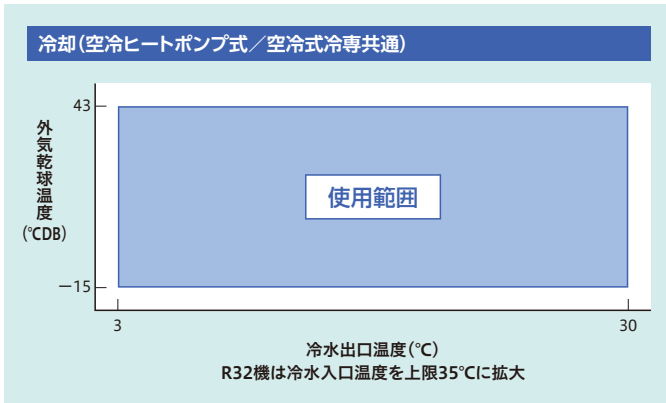 冷却(空冷ヒートポンプ式／空冷式冷専共通)
43
外気乾球温度
(℃DB)
使用範囲
－15
3
30
冷水出口温度(℃)
R32機は冷水入口温度を上限35℃に拡大